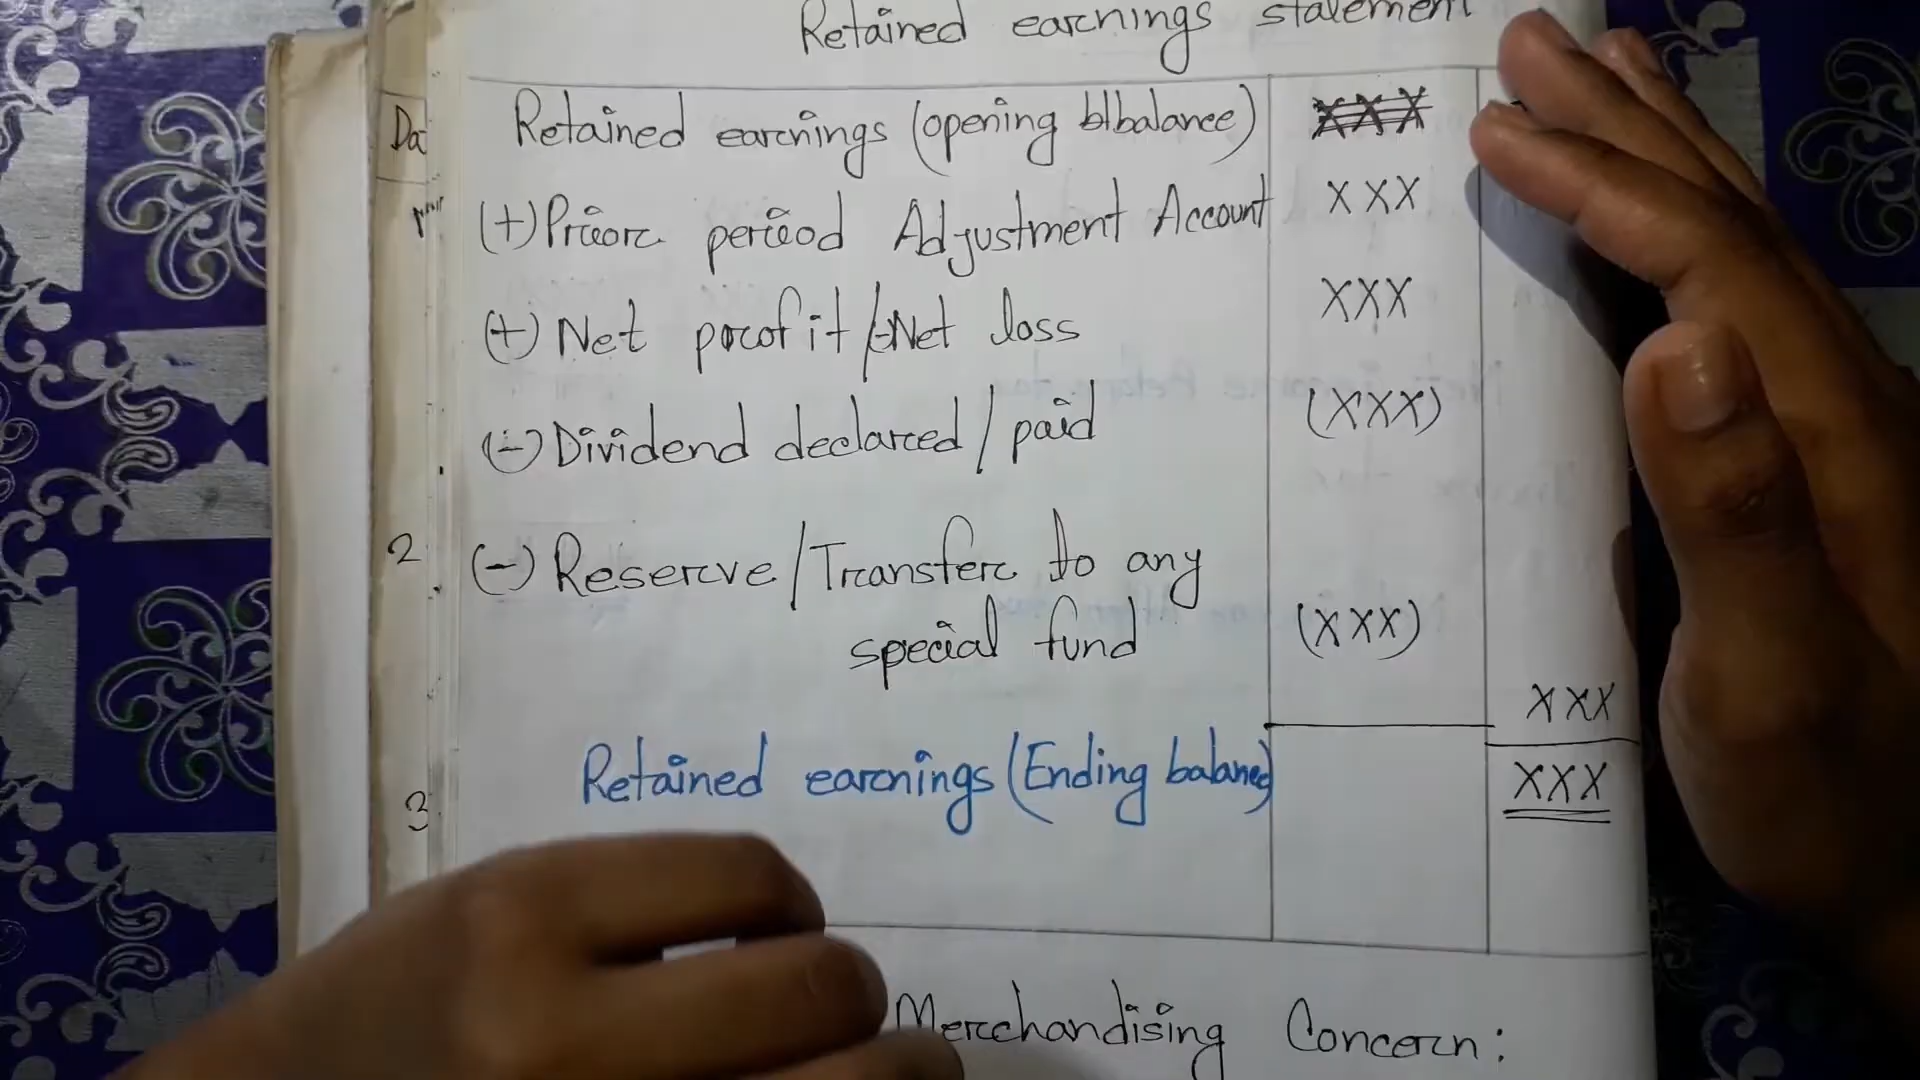 Retained earnings statement
Da Retained earnings (opening blbalance) XXX
(+) Prior period Adjustment Account XXX
(+) Net profit/(-)Net loss XXX
(-) Dividend declared / paid (XXX)
2 (-) Reserve/Transfer to any
special fund (XXX)
XXX
Retained earnings (Ending balance) XXX
3
Merchandising Concern: